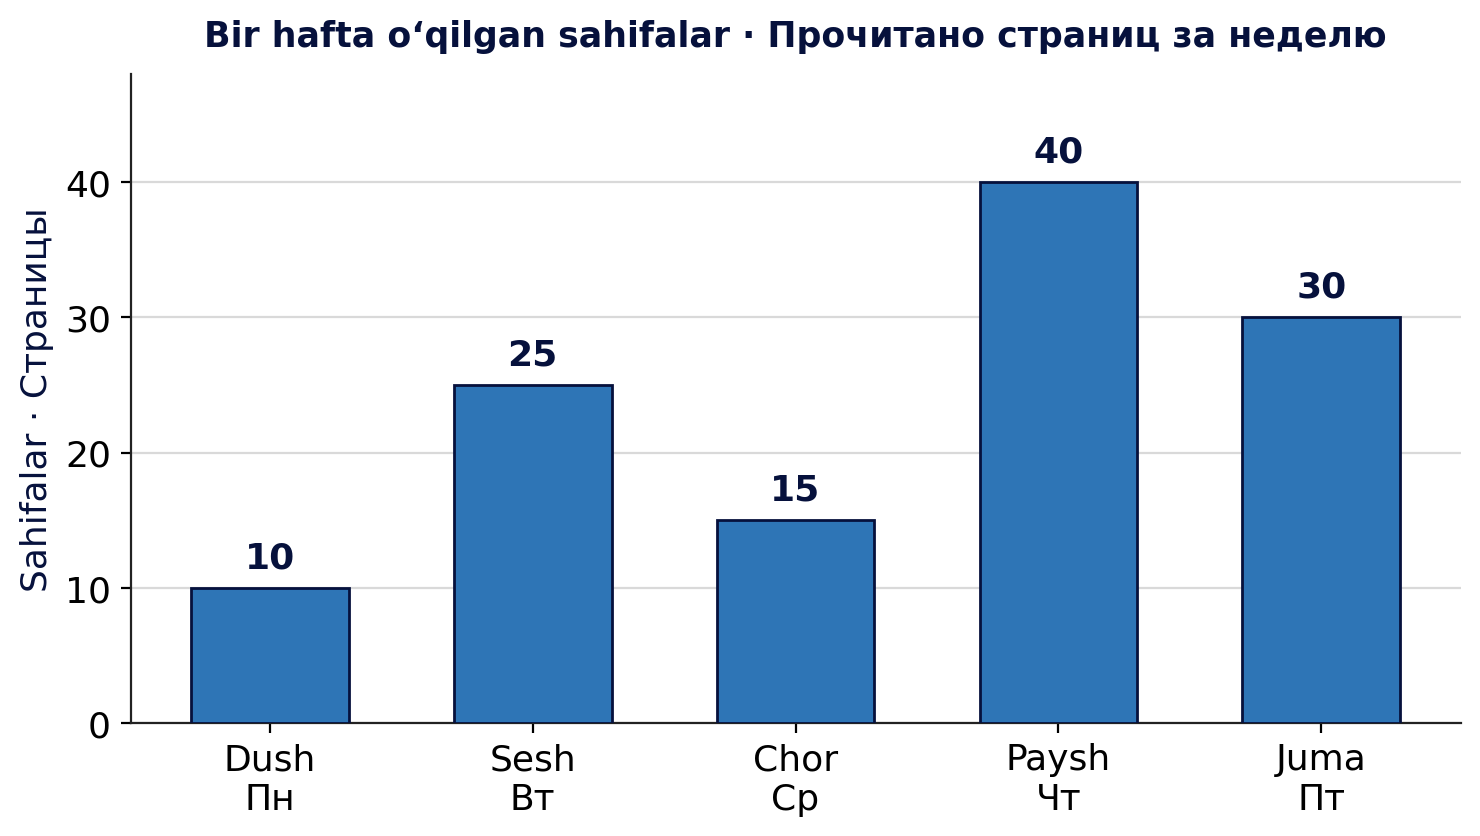 Bir hafta o‘qilgan sahifalar · Прочитано страниц за неделю
Sahifalar · Страницы
40
30
20
10
0
10
25
15
40
30
Dush
Пн
Sesh
Вт
Chor
Ср
Paysh
Чт
Juma
Пт